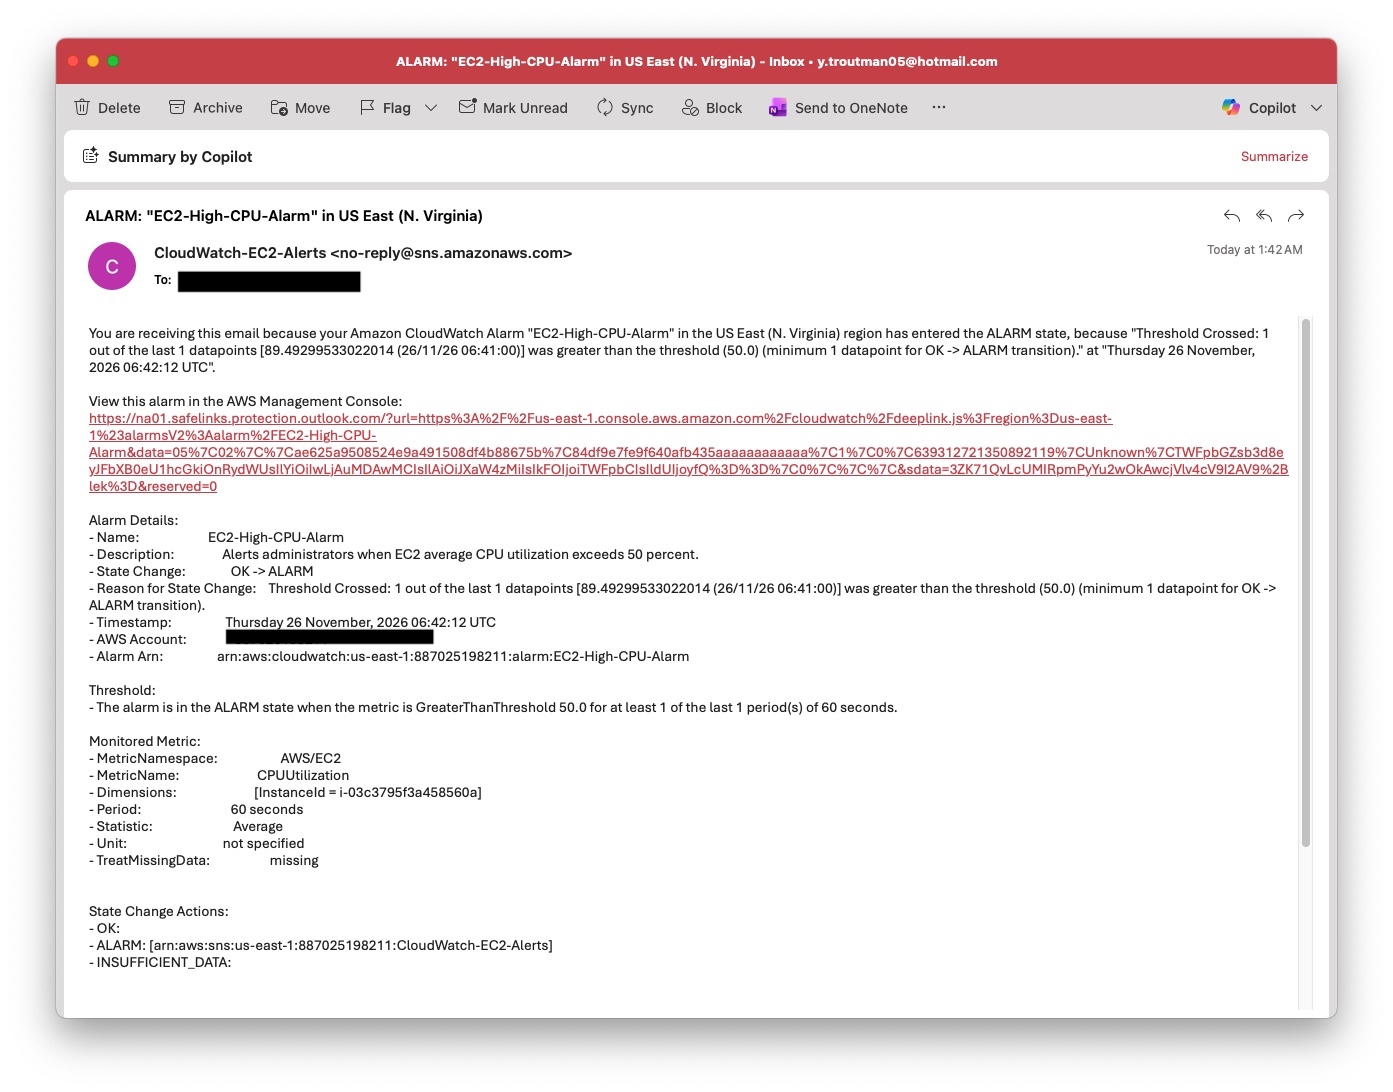 ALARM: "EC2-High-CPU-Alarm" in US East (N. Virginia) - Inbox • y.troutman05@hotmail.com
Delete Archive Move Flag Mark Unread Sync Block Send to OneNote ··· Copilot
Summary by Copilot Summarize
ALARM: "EC2-High-CPU-Alarm" in US East (N. Virginia)
C
CloudWatch-EC2-Alerts <no-reply@sns.amazonaws.com> Today at 1:42 AM
To:
You are receiving this email because your Amazon CloudWatch Alarm "EC2-High-CPU-Alarm" in the US East (N. Virginia) region has entered the ALARM state, because "Threshold Crossed: 1
out of the last 1 datapoints [89.49299533022014 (26/11/26 06:41:00)] was greater than the threshold (50.0) (minimum 1 datapoint for OK -> ALARM transition)." at "Thursday 26 November,
2026 06:42:12 UTC".
View this alarm in the AWS Management Console:
https://na01.safelinks.protection.outlook.com/?url=https%3A%2F%2Fus-east-1.console.aws.amazon.com%2Fcloudwatch%2Fdeeplink.js%3Fregion%3Dus-east-
1%23alarmsV2%3Aalarm%2FEC2-High-CPU-
Alarm&data=05%7C02%7C%7Cae625a9508524e9a491508df4b88675b%7C84df9e7fe9f640afb435aaaaaaaaaaaa%7C1%7C0%7C639312721350892119%7CUnknown%7CTWFpbGZsb3d8e
yJFbXB0eU1hcGkiOnRydWUsIlYiOiIwLjAuMDAwMCIsIlAiOiJXaW4zMiIsIkFOIjoiTWFpbCIsIldUIjoyfQ%3D%3D%7C0%7C%7C%7C&sdata=3ZK71QvLcUMIRpmPyYu2wOkAwcjVlv4cV9I2AV9%2B
lek%3D&reserved=0
Alarm Details:
- Name: EC2-High-CPU-Alarm
- Description: Alerts administrators when EC2 average CPU utilization exceeds 50 percent.
- State Change: OK -> ALARM
- Reason for State Change: Threshold Crossed: 1 out of the last 1 datapoints [89.49299533022014 (26/11/26 06:41:00)] was greater than the threshold (50.0) (minimum 1 datapoint for OK ->
ALARM transition).
- Timestamp: Thursday 26 November, 2026 06:42:12 UTC
- AWS Account:
- Alarm Arn: arn:aws:cloudwatch:us-east-1:887025198211:alarm:EC2-High-CPU-Alarm
Threshold:
- The alarm is in the ALARM state when the metric is GreaterThanThreshold 50.0 for at least 1 of the last 1 period(s) of 60 seconds.
Monitored Metric:
- MetricNamespace: AWS/EC2
- MetricName: CPUUtilization
- Dimensions: [InstanceId = i-03c3795f3a458560a]
- Period: 60 seconds
- Statistic: Average
- Unit: not specified
- TreatMissingData: missing
State Change Actions:
- OK:
- ALARM: [arn:aws:sns:us-east-1:887025198211:CloudWatch-EC2-Alerts]
- INSUFFICIENT_DATA: